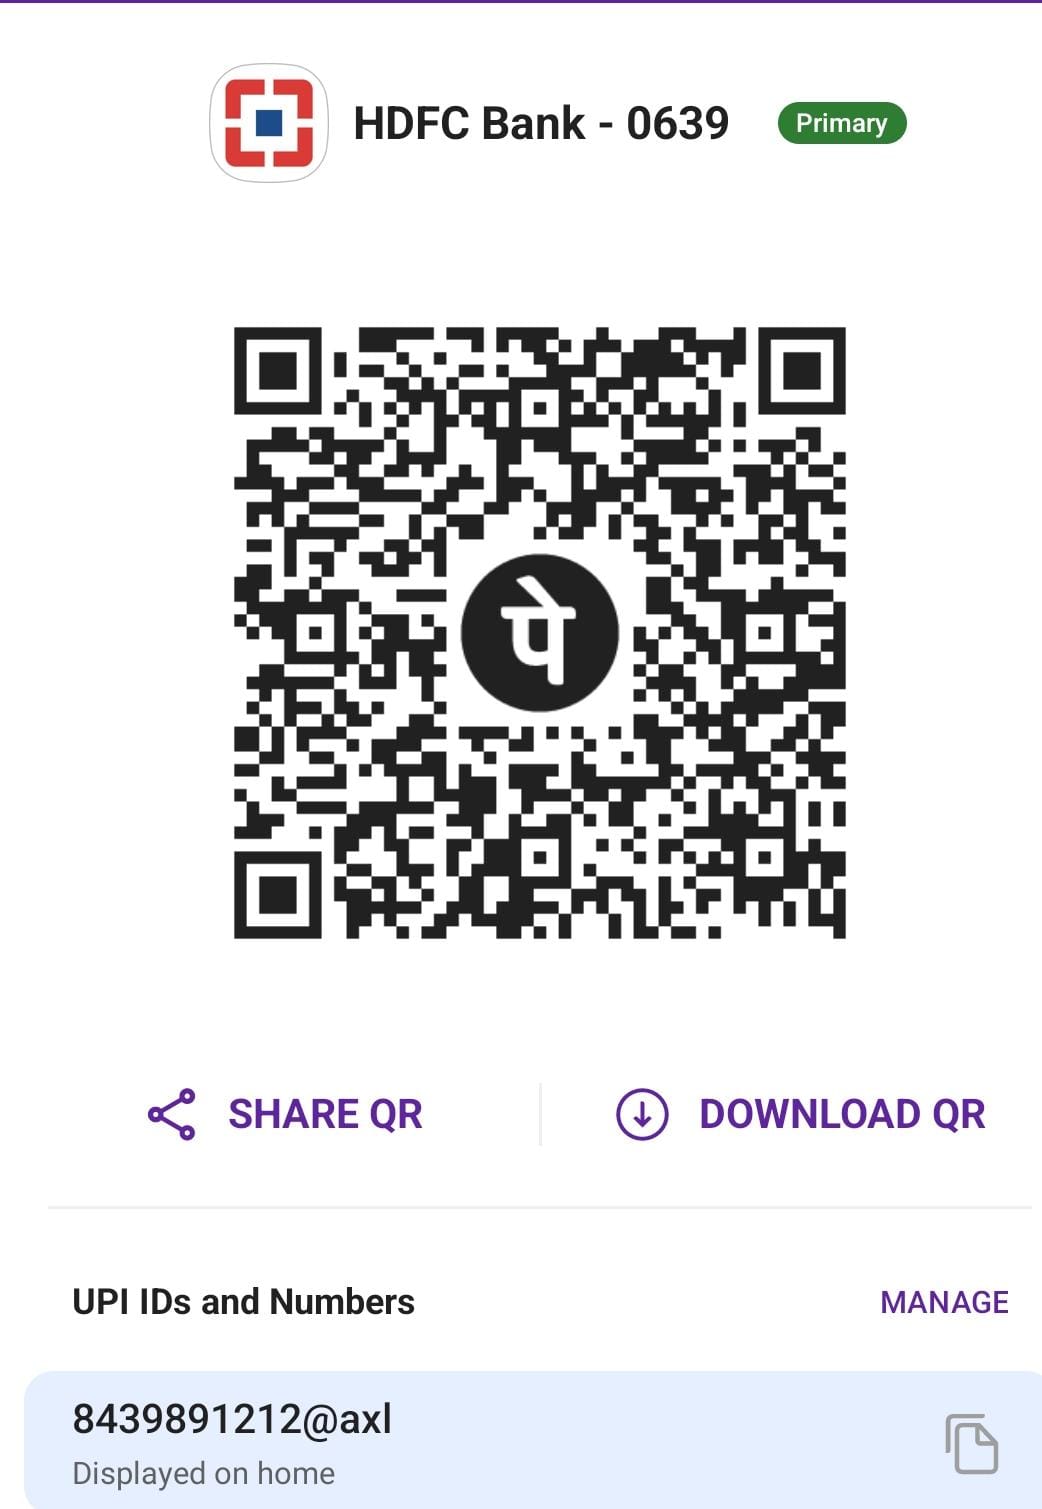 HDFC Bank - 0639
Primary
पे
SHARE QR
DOWNLOAD QR
UPI IDs and Numbers
MANAGE
8439891212@axl
Displayed on home